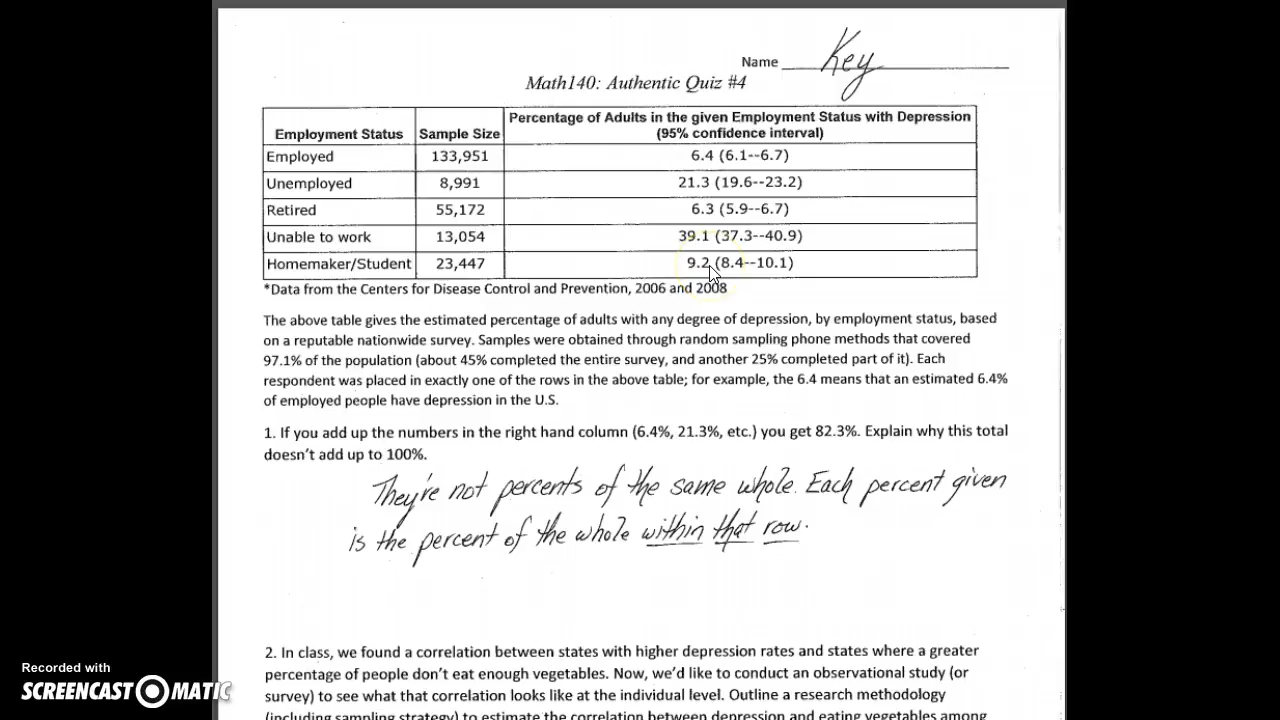 Name Key
Math140: Authentic Quiz #4
Employment Status Sample Size Percentage of Adults in the given Employment Status with Depression (95% confidence interval)
Employed 133,951 6.4 (6.1--6.7)
Unemployed 8,991 21.3 (19.6--23.2)
Retired 55,172 6.3 (5.9--6.7)
Unable to work 13,054 39.1 (37.3--40.9)
Homemaker/Student 23,447 9.2 (8.4--10.1)
*Data from the Centers for Disease Control and Prevention, 2006 and 2008
The above table gives the estimated percentage of adults with any degree of depression, by employment status, based
on a reputable nationwide survey. Samples were obtained through random sampling phone methods that covered
97.1% of the population (about 45% completed the entire survey, and another 25% completed part of it). Each
respondent was placed in exactly one of the rows in the above table; for example, the 6.4 means that an estimated 6.4%
of employed people have depression in the U.S.
1. If you add up the numbers in the right hand column (6.4%, 21.3%, etc.) you get 82.3%. Explain why this total
doesn't add up to 100%.
They're not percents of the same whole. Each percent given
is the percent of the whole within that row.
2. In class, we found a correlation between states with higher depression rates and states where a greater
percentage of people don't eat enough vegetables. Now, we'd like to conduct an observational study (or
survey) to see what that correlation looks like at the individual level. Outline a research methodology
(including sampling strategy) to estimate the correlation between depression and eating vegetables among
Recorded with
SCREENCAST-O-MATIC